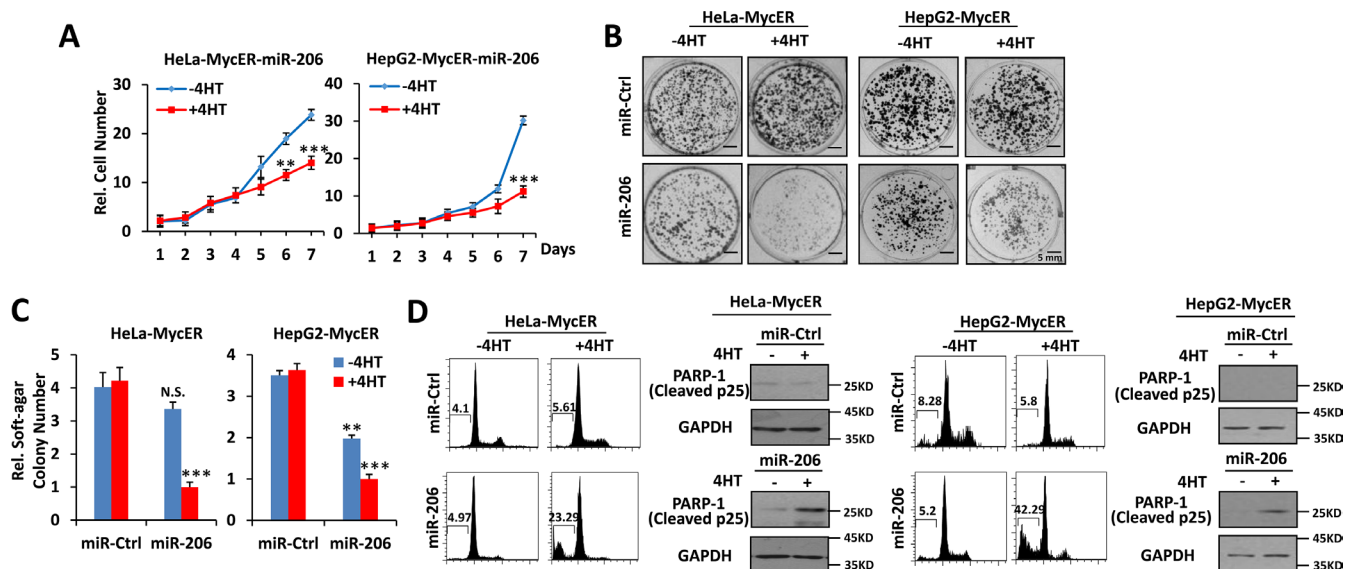 A
HeLa-MycER-miR-206
HepG2-MycER-miR-206
Rel. Cell Number
30
20
10
0
-4HT
+4HT
**
***
1 2 3 4 5 6 7
40
30
20
10
0
-4HT
+4HT
***
1 2 3 4 5 6 7
Days
B
HeLa-MycER
HepG2-MycER
-4HT +4HT -4HT +4HT
miR-Ctrl
miR-206
5 mm
C
HeLa-MycER
HepG2-MycER
Rel. Soft-agar
Colony Number
5
4
3
2
1
0
N.S.
***
miR-Ctrl miR-206
4
3
2
1
0
-4HT
+4HT
**
***
miR-Ctrl miR-206
D
HeLa-MycER
-4HT +4HT
miR-Ctrl
4.1
5.61
miR-206
4.97
23.29
HeLa-MycER
miR-Ctrl
4HT - +
PARP-1
(Cleaved p25)
25KD
45KD
GAPDH
35KD
miR-206
4HT - +
PARP-1
(Cleaved p25)
25KD
45KD
GAPDH
35KD
HepG2-MycER
-4HT +4HT
miR-Ctrl
8.28
5.8
miR-206
5.2
42.29
HepG2-MycER
miR-Ctrl
4HT - +
PARP-1
(Cleaved p25)
25KD
45KD
GAPDH
35KD
miR-206
4HT - +
PARP-1
(Cleaved p25)
25KD
45KD
GAPDH
35KD